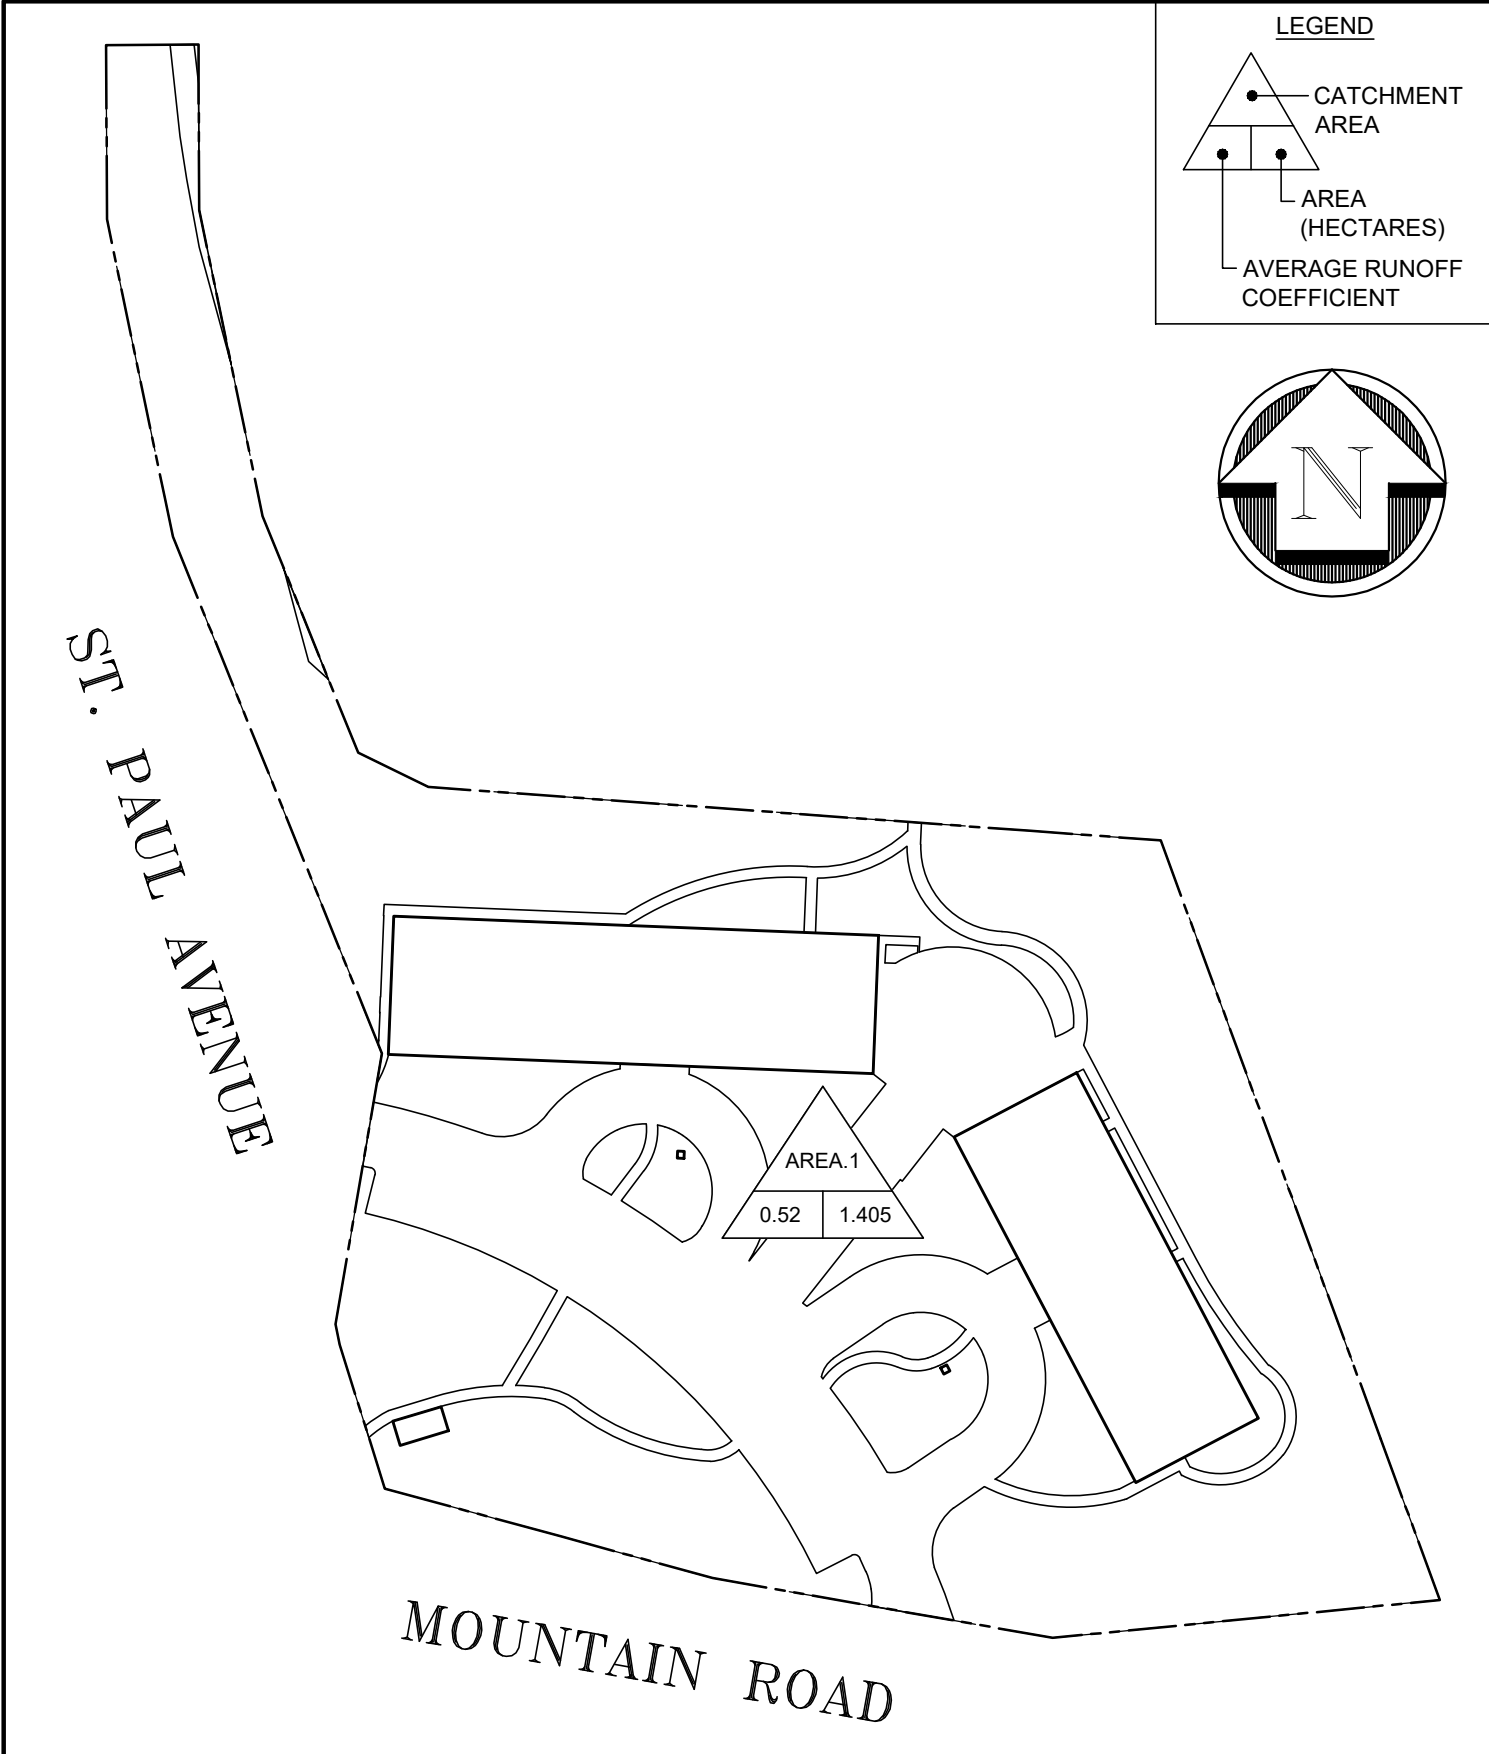 LEGEND
CATCHMENT
AREA
AREA
(HECTARES)
AVERAGE RUNOFF
COEFFICIENT
N
ST. PAUL AVENUE
AREA.1
0.52 1.405
MOUNTAIN ROAD